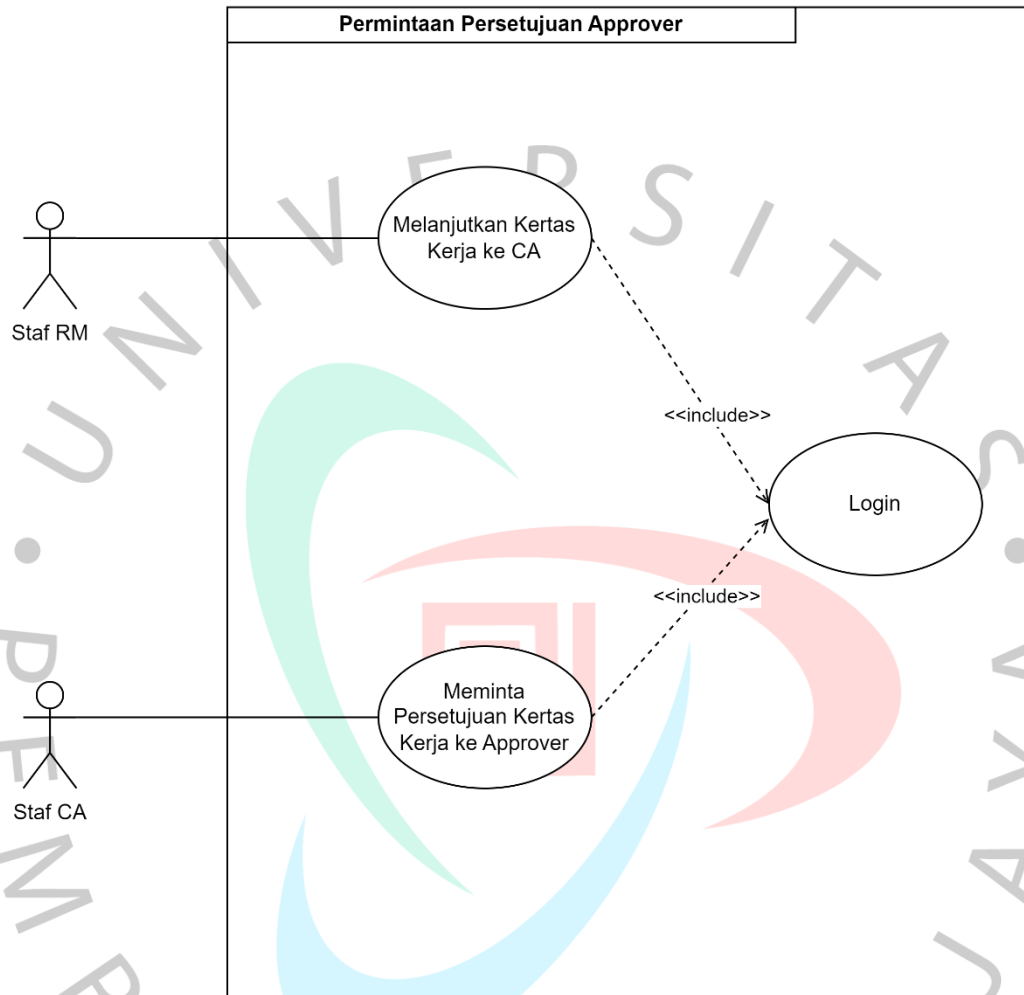 Permintaan Persetujuan Approver
UNIVERSITAS
Melanjutkan Kertas
Kerja ke CA
Staf RM
<<include>>
Login
<<include>>
Meminta
Persetujuan Kertas
Kerja ke Approver
Staf CA